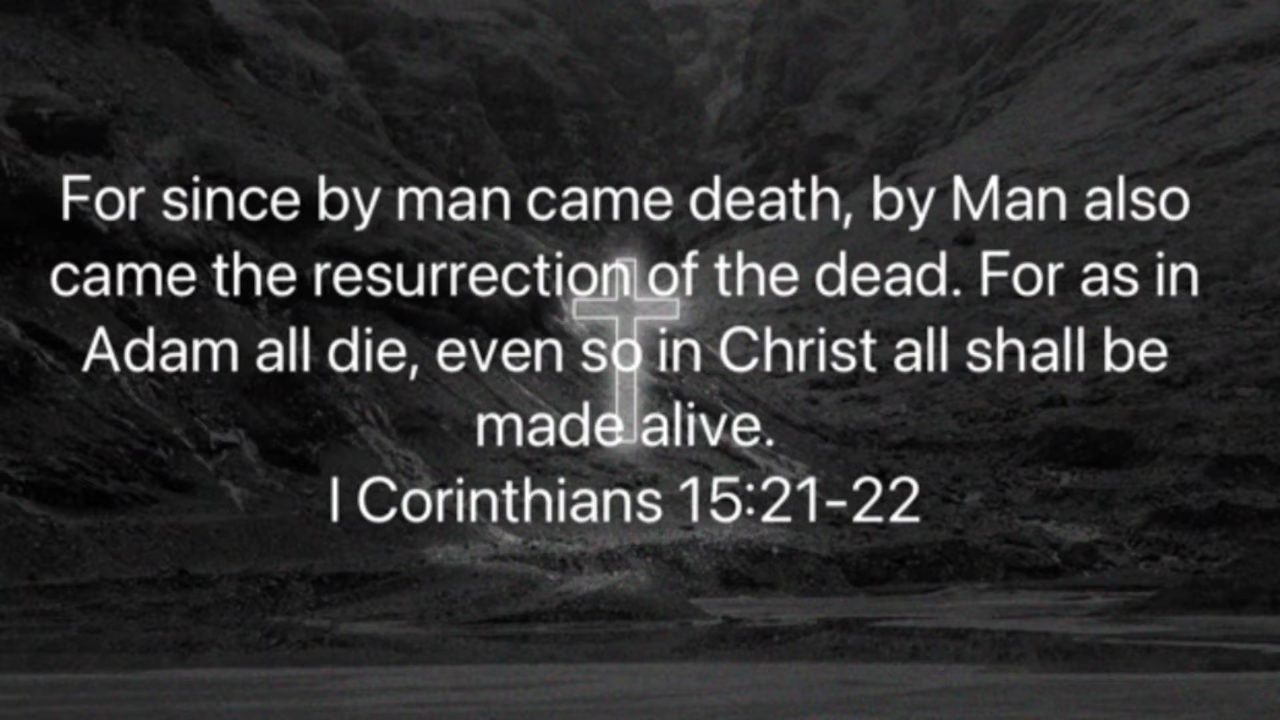 For since by man came death, by Man also
came the resurrection of the dead. For as in
Adam all die, even so in Christ all shall be
made alive.
I Corinthians 15:21-22